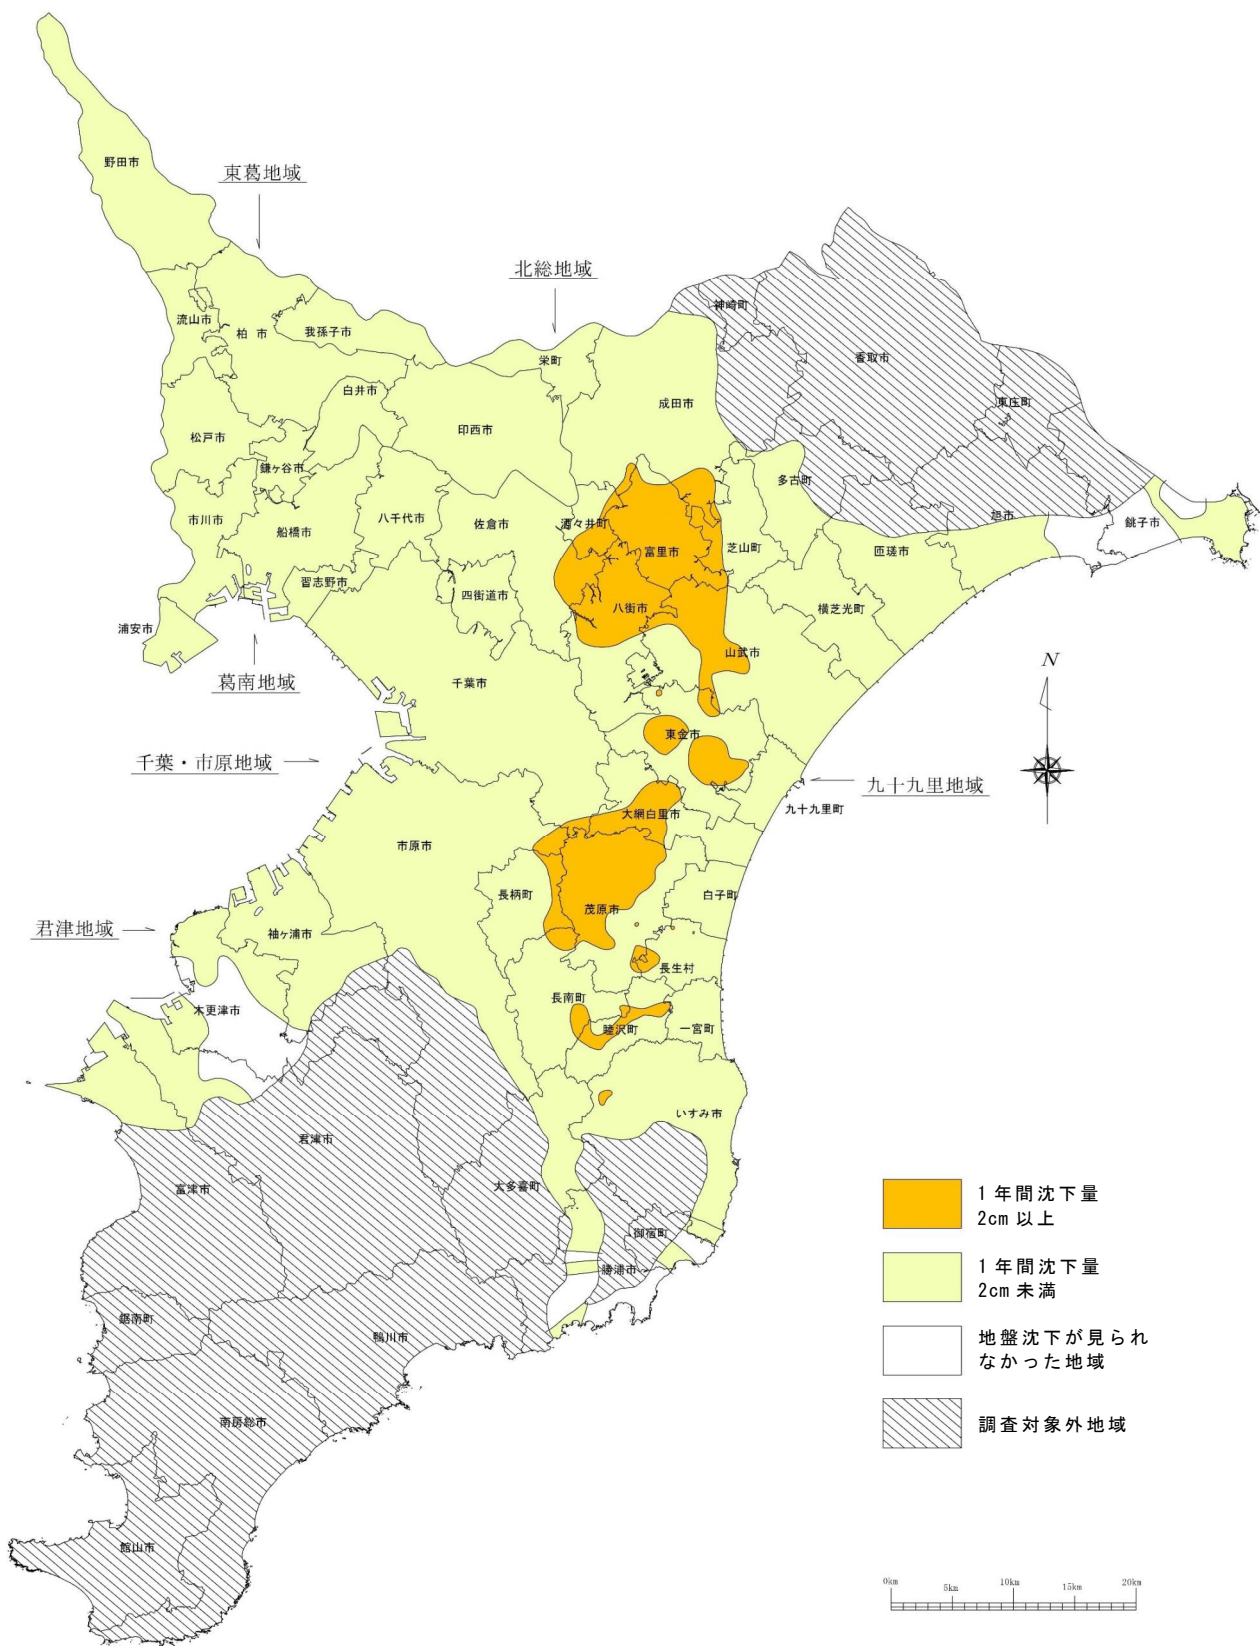 野田市
東葛地域
北総地域
神崎町
流山市
柏 市
我孫子市
栄町
香取市
白井市
成田市
東庄町
印西市
松戸市
鎌ヶ谷市
多古町
市川市
船橋市
八千代市
佐倉市
酒々井町
旭市
銚子市
富里市
芝山町
匝瑳市
習志野市
四街道市
八街市
横芝光町
浦安市
山武市
葛南地域
千葉市
N
東金市
千葉・市原地域
九十九里地域
九十九里町
大網白里市
市原市
長柄町
白子町
茂原市
君津地域
袖ヶ浦市
長生村
長南町
木更津市
睦沢町
一宮町
いすみ市
君津市
富津市
大多喜町
御宿町
勝浦市
鋸南町
鴨川市
南房総市
館山市
1年間沈下量
2cm以上
1年間沈下量
2cm未満
地盤沈下が見られ
なかった地域
調査対象外地域
0km
5km
10km
15km
20km